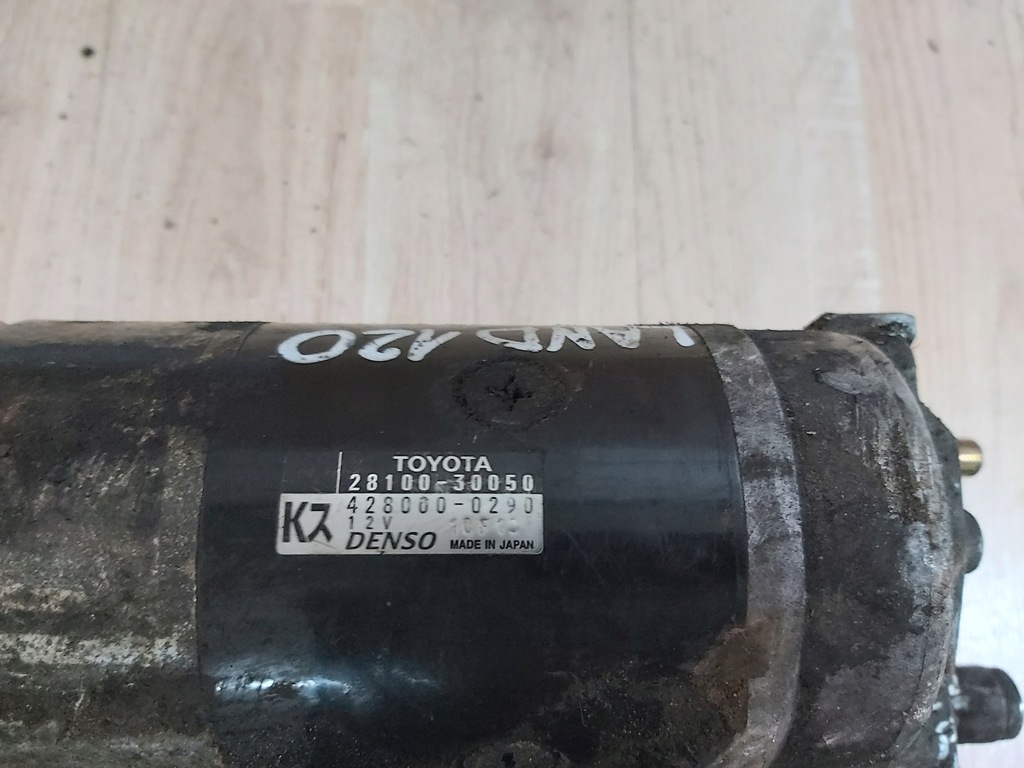 LAND 120
TOYOTA
28100-30050
428000-0290
Kス
12V
DENSO MADE IN JAPAN